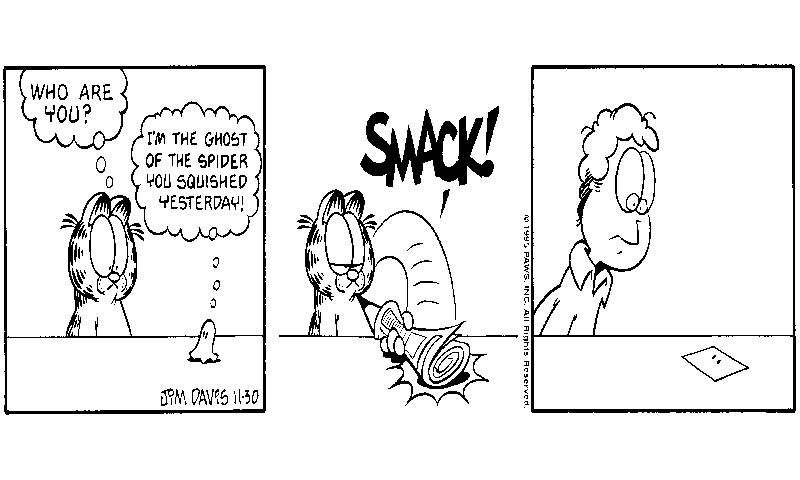 WHO ARE
YOU?
I'M THE GHOST
OF THE SPIDER
YOU SQUISHED
YESTERDAY!
JIM DAVIS 11-30
SMACK!
© 1995 PAWS, INC. All Rights Reserved.